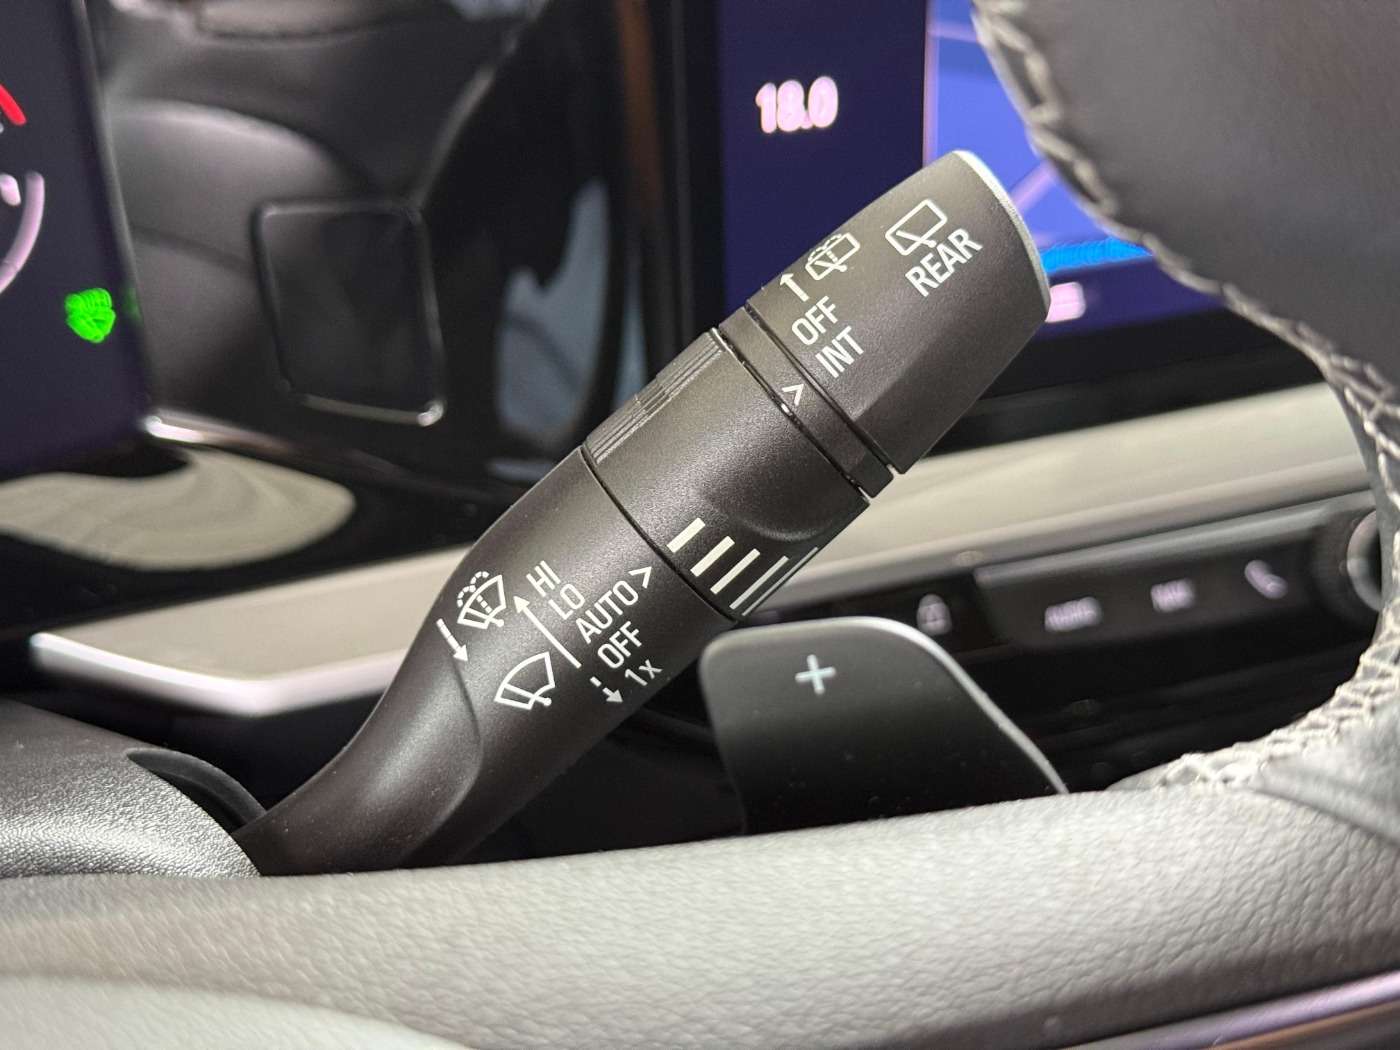 18.0
REAR
OFF
INT
>
HI
LO
AUTO >
OFF
1x
+